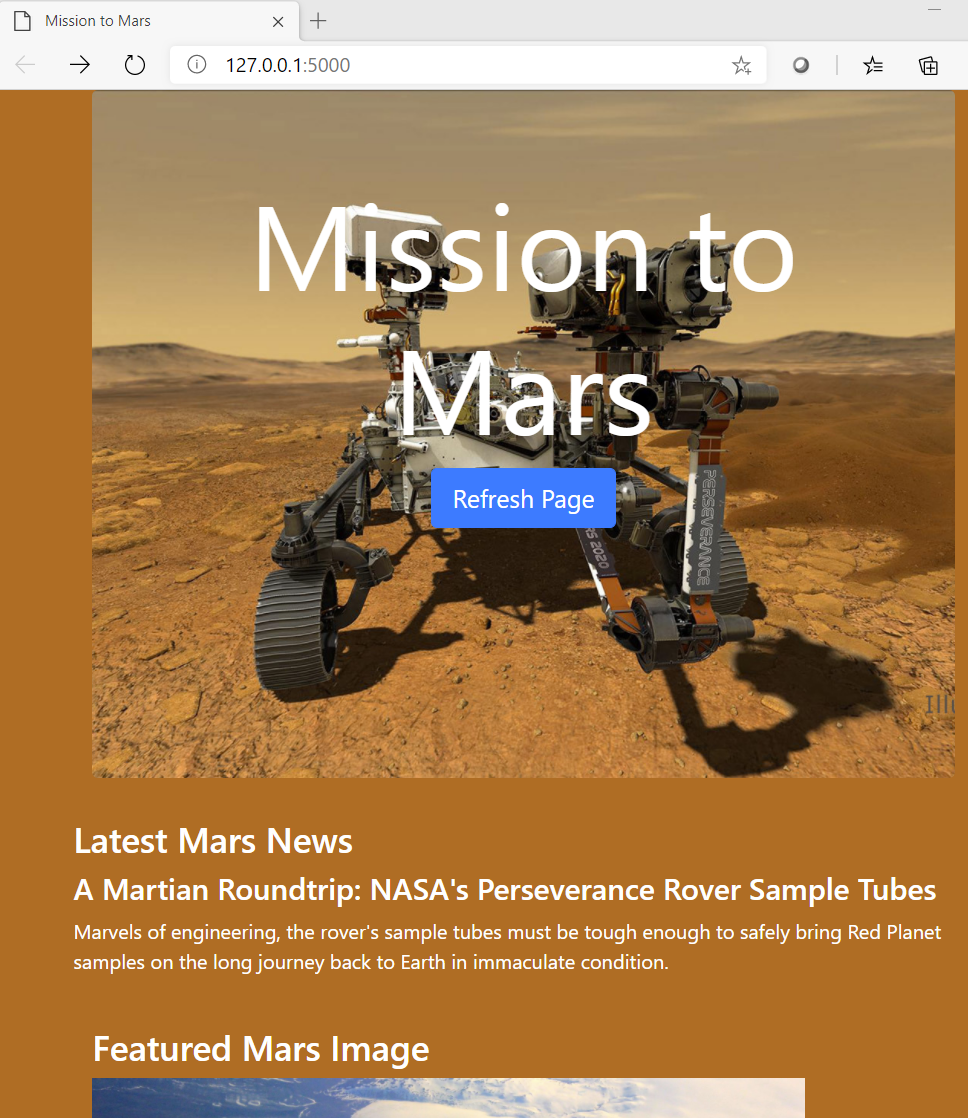 Mission to Mars
127.0.0.1:5000
Mission to
Mars
Refresh Page
PERSEVERANCE
RS 2020
Illu
Latest Mars News
A Martian Roundtrip: NASA's Perseverance Rover Sample Tubes
Marvels of engineering, the rover's sample tubes must be tough enough to safely bring Red Planet
samples on the long journey back to Earth in immaculate condition.
Featured Mars Image